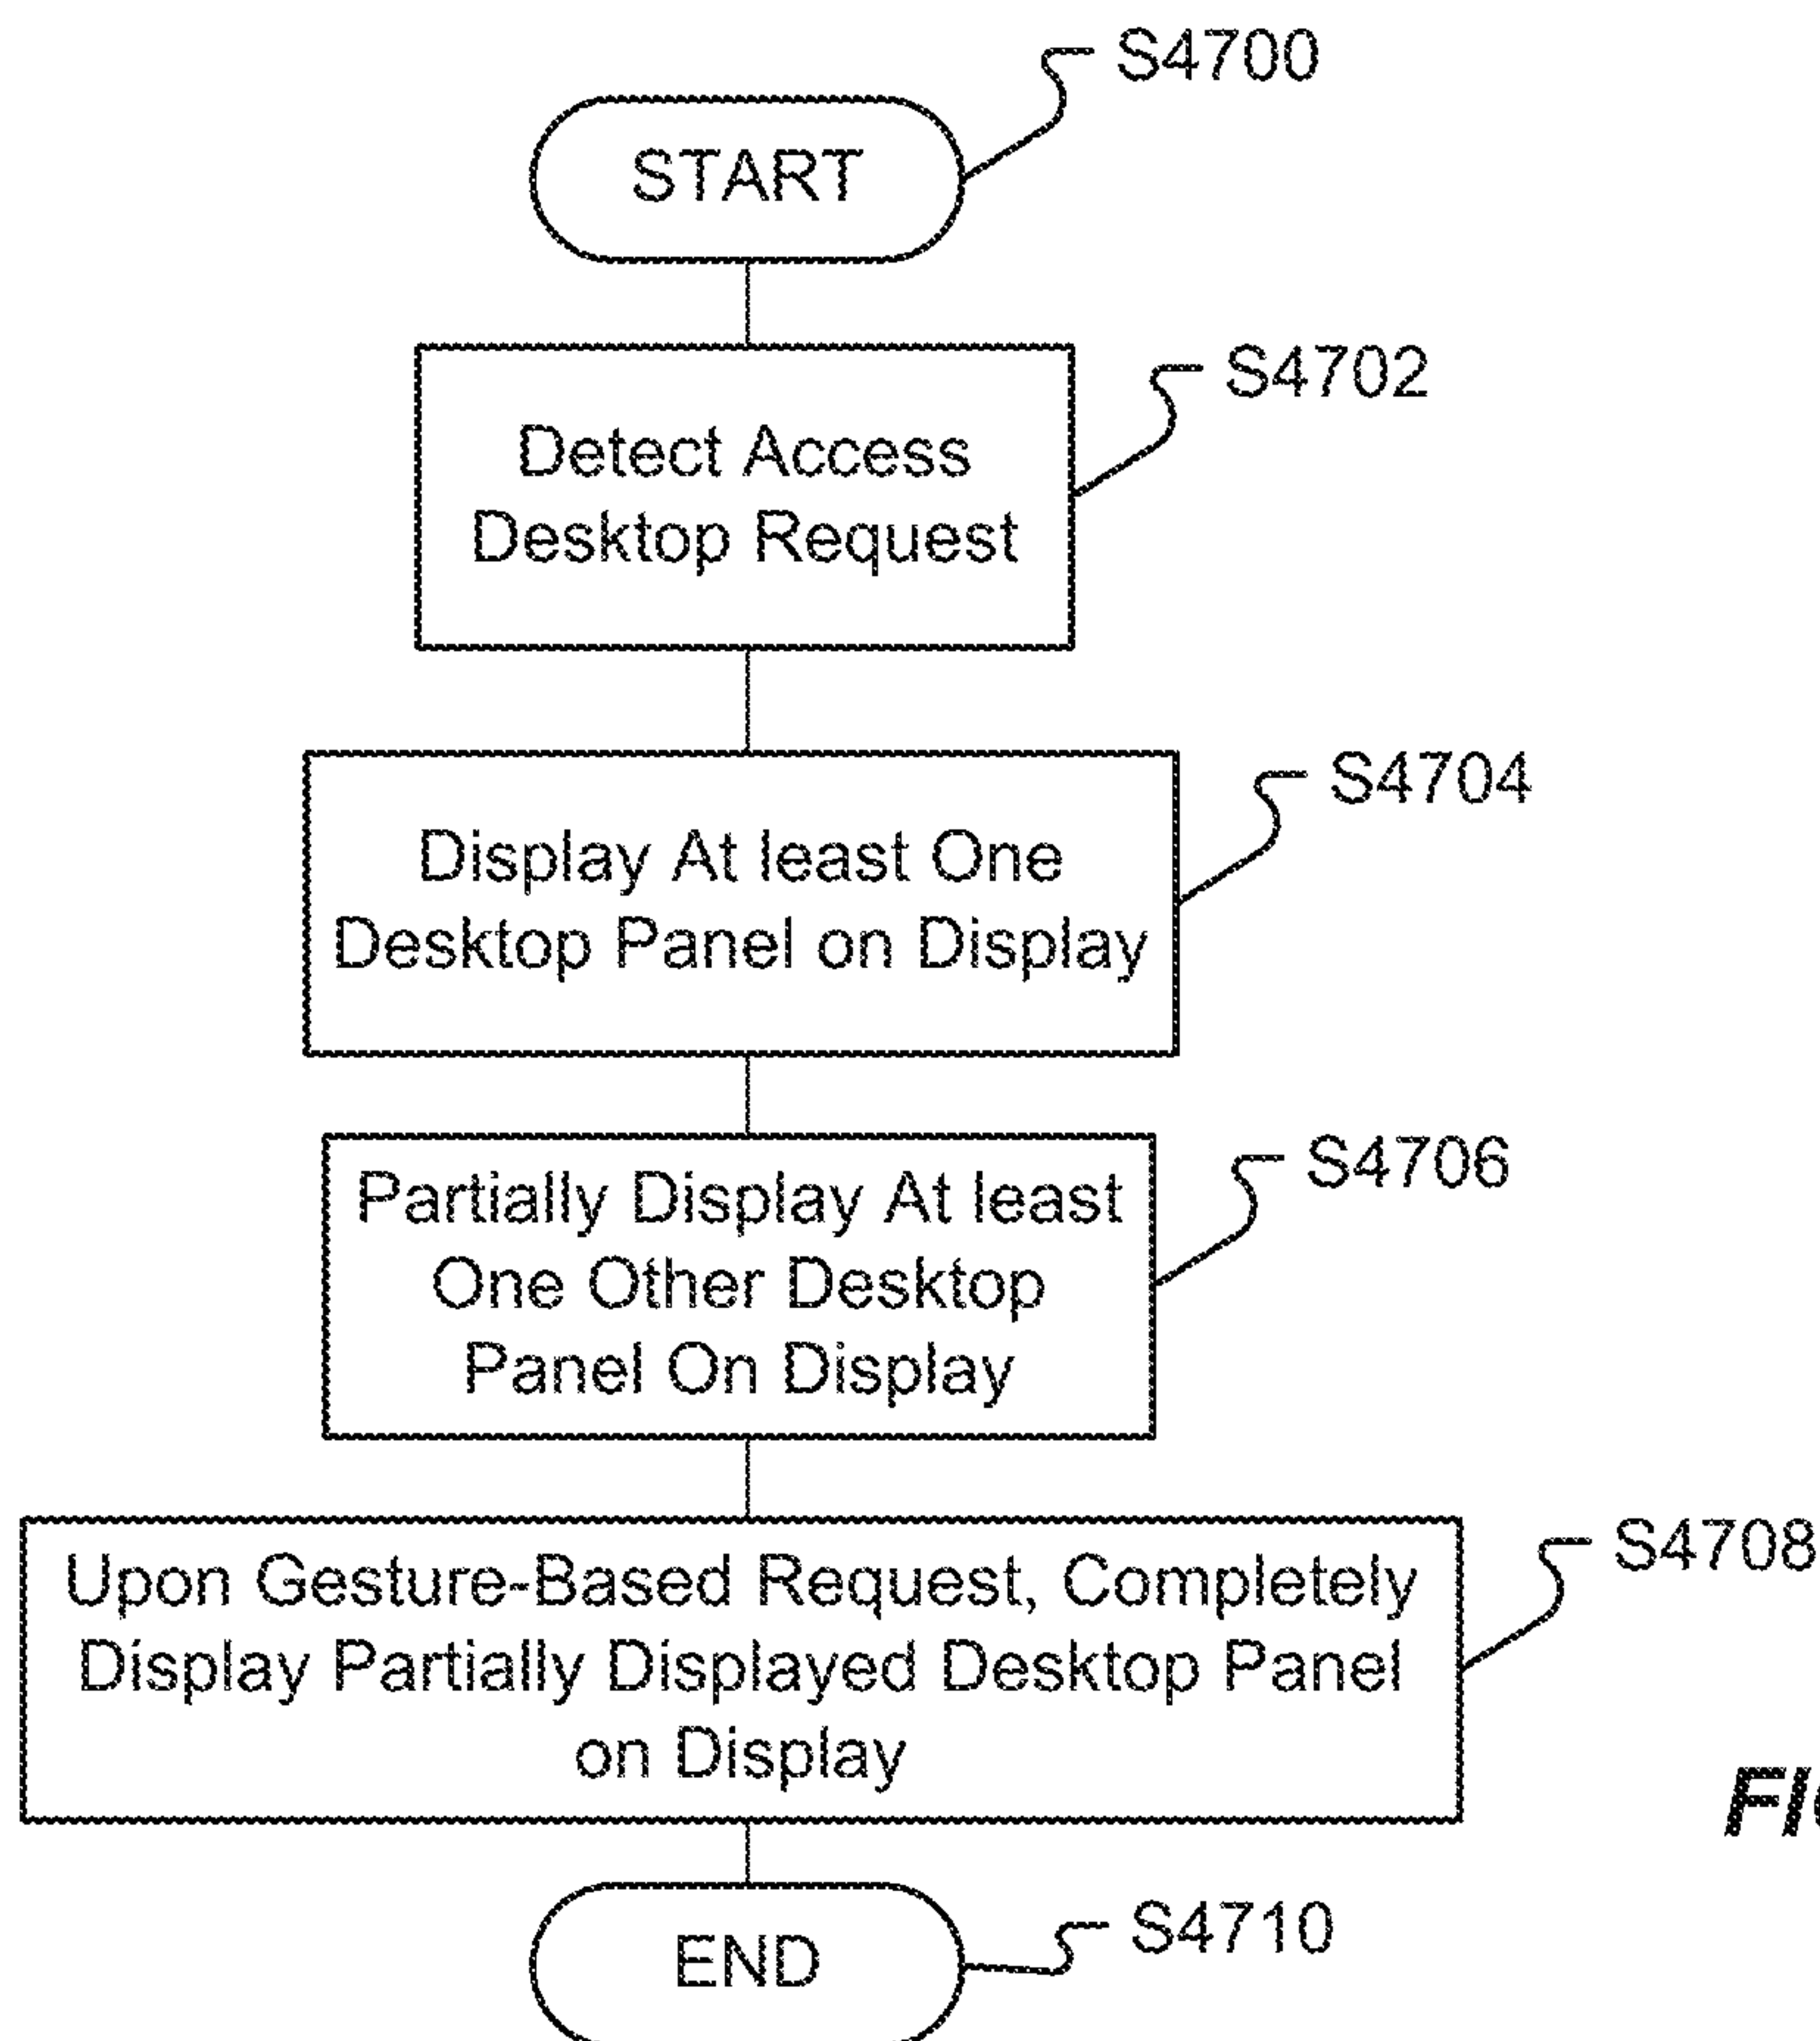 S4700
START
S4702
Detect Access
Desktop Request
S4704
Display At least One
Desktop Panel on Display
S4706
Partially Display At least
One Other Desktop
Panel On Display
S4708
Upon Gesture-Based Request, Completely
Display Partially Displayed Desktop Panel
on Display
S4710
END